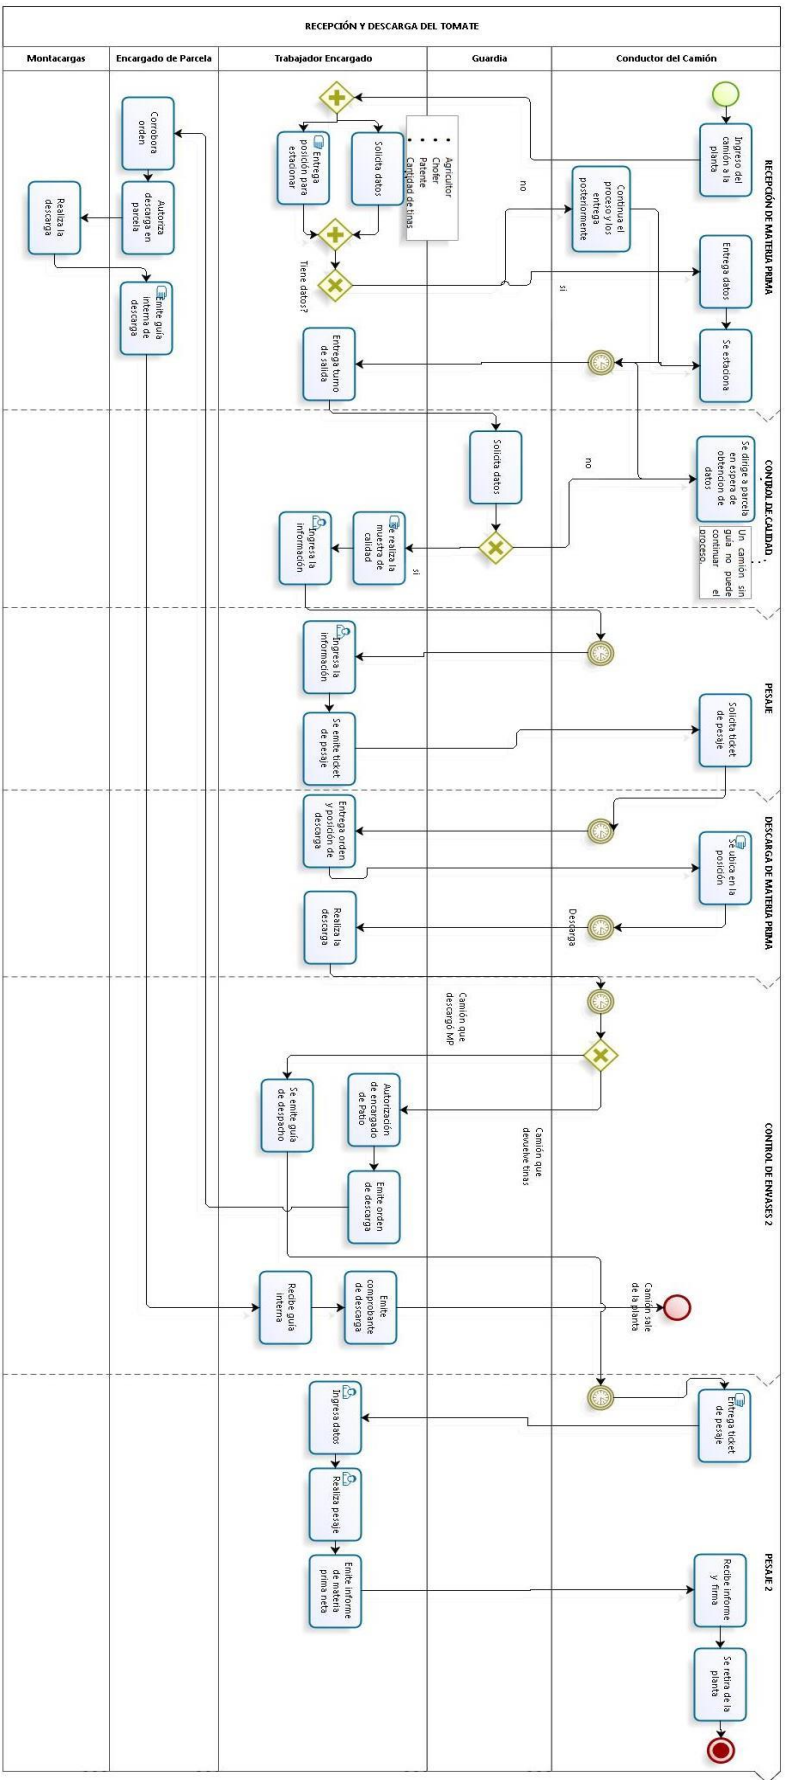 RECEPCIÓN Y DESCARGA DEL TOMATE
Montacargas
Encargado de Parcela
Trabajador Encargado
Guardia
Conductor del Camión
RECEPCIÓN DE MATERIA PRIMA
Ingreso del
camión a la
planta
Solicita datos
Entrega
posición para
estacionar
Agricultor
Chofer
Patente
Cantidad de tinas
Tiene datos?
no
si
Continua el
proceso y los
entrega
posteriormente
Entrega datos
Se estaciona
Entrega turno
de salida
CONTROL DE CALIDAD
Solicita datos
no
si
Se dirige a parcela
en espera de
obtencion de
datos
Un camión sin
guía no puede
continuar el
proceso.
Se realiza la
muestra de
calidad
Ingresa la
información
PESAJE
Ingresa la
información
Se emite ticket
de pesaje
Solicita ticket
de pesaje
DESCARGA DE MATERIA PRIMA
Entrega orden
y posición de
descarga
Se ubica en la
posición
Descarga
Realiza la
descarga
CONTROL DE ENVASES 2
Camión que
descargó MP
Camión que
devuelve tinas
Autorización
de encargado
de Patio
Se emite guía
de despacho
Emite orden
de descarga
Corrobora
orden
Autoriza
descarga en
parcela
Realiza la
descarga
Emite guía
interna de
descarga
Recibe guía
interna
Emite
comprobante
de descarga
Camión sale
de la planta
PESAJE 2
Entrega ticket
de pesaje
Ingresa datos
Realiza pesaje
Emite informe
de materia
prima neta
Recibe informe
y firma
Se retira de la
planta